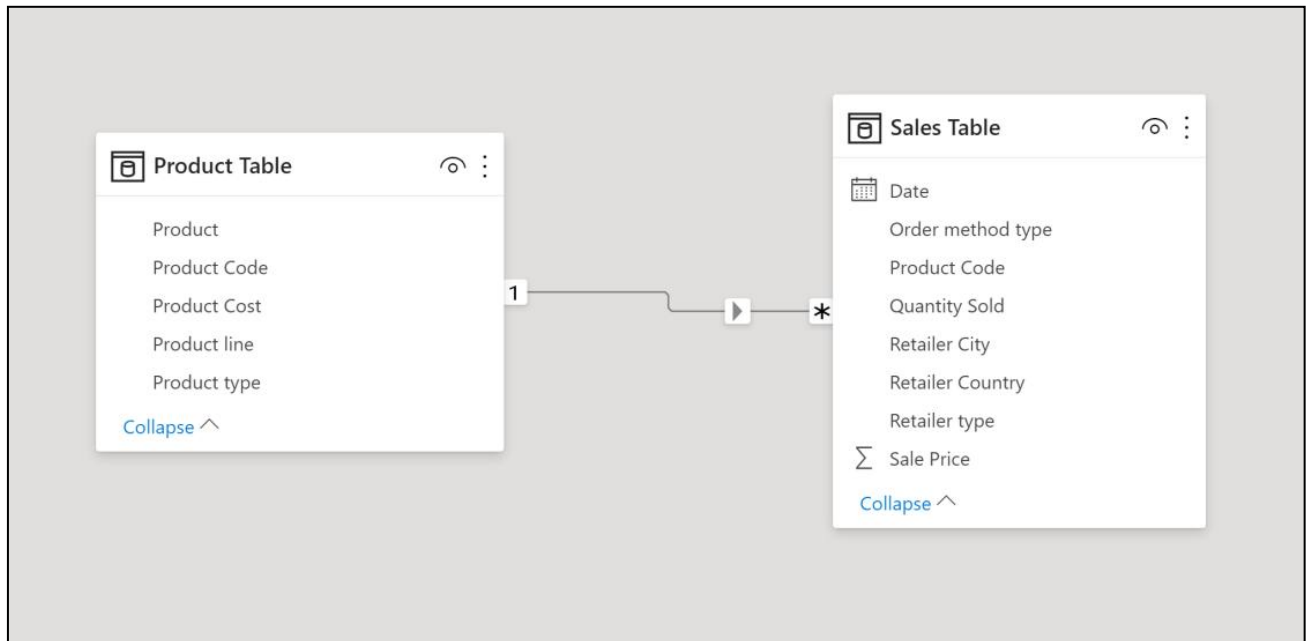 Product Table
Product
Product Code
Product Cost
Product line
Product type
Collapse
1
*
Sales Table
Date
Order method type
Product Code
Quantity Sold
Retailer City
Retailer Country
Retailer type
Σ Sale Price
Collapse